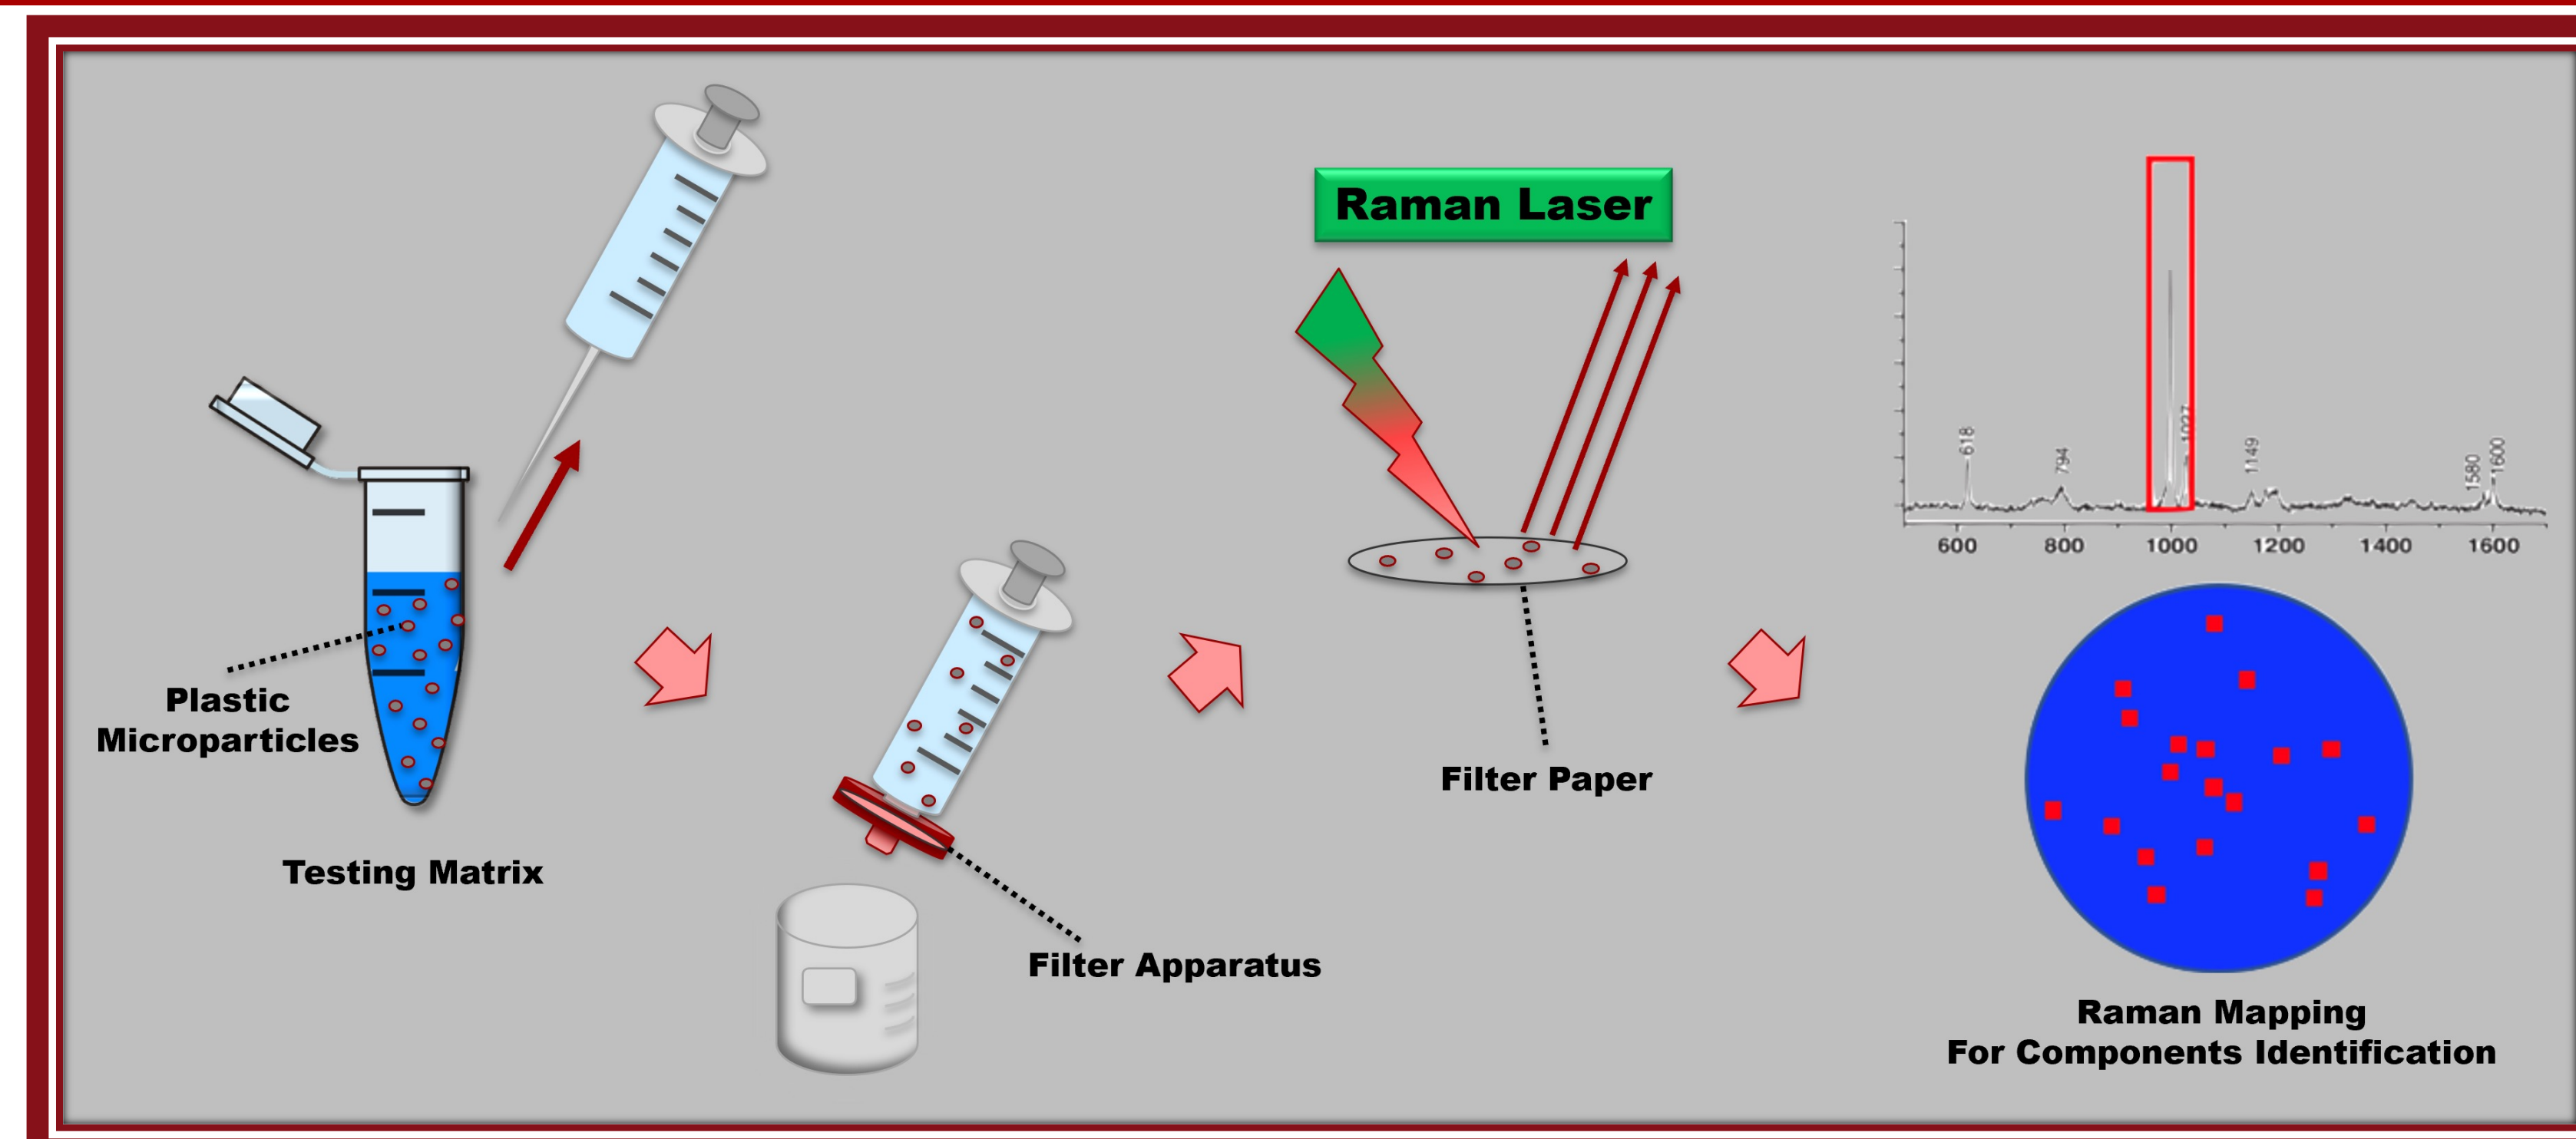 Plastic
Microparticles
Testing Matrix
Filter Apparatus
Raman Laser
Filter Paper
618
794
1027
1149
1580
1600
600 800 1000 1200 1400 1600
Raman Mapping
For Components Identification